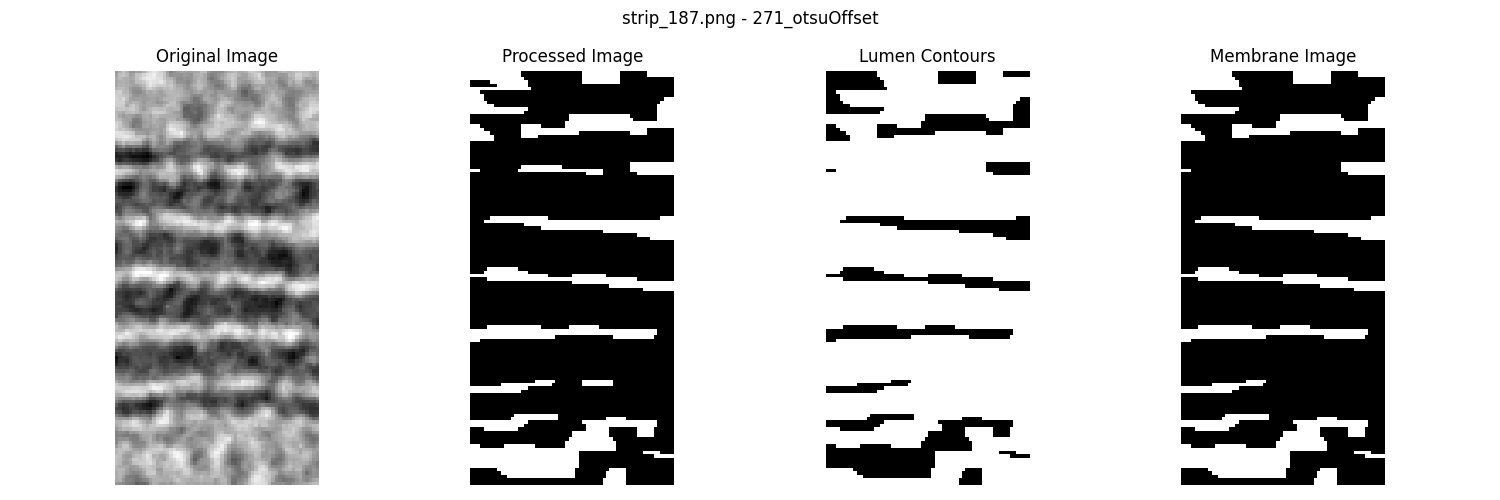 strip_187.png - 271_otsuOffset
Original Image
Processed Image
Lumen Contours
Membrane Image